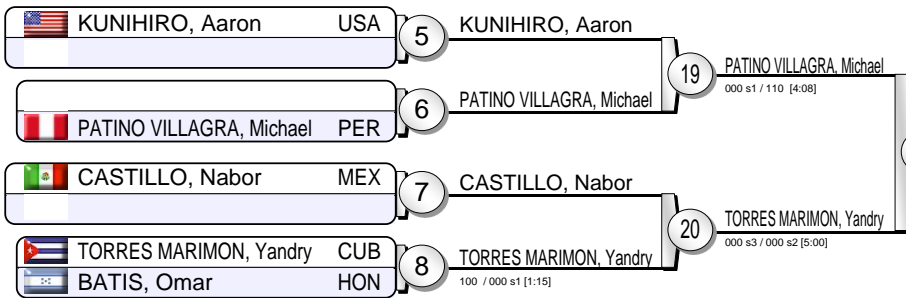 KUNIHIRO, Aaron USA
5
KUNIHIRO, Aaron
6
PATINO VILLAGRA, Michael PER
PATINO VILLAGRA, Michael
19
PATINO VILLAGRA, Michael
000 s1 / 110 [4:08]
CASTILLO, Nabor MEX
7
CASTILLO, Nabor
TORRES MARIMON, Yandry CUB
BATIS, Omar HON
8
TORRES MARIMON, Yandry
100 / 000 s1 [1:15]
20
TORRES MARIMON, Yandry
000 s3 / 000 s2 [5:00]